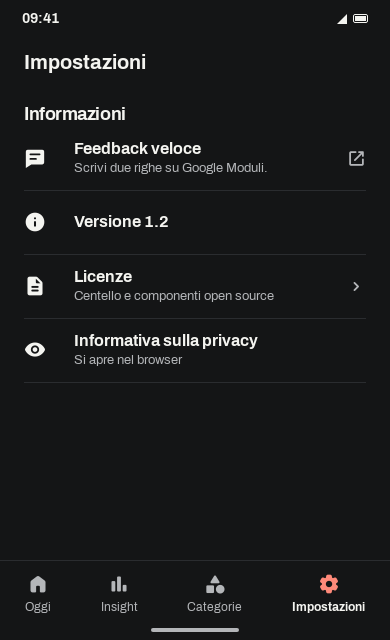 09:41
Impostazioni
Informazioni
Feedback veloce
Scrivi due righe su Google Moduli.
Versione 1.2
Licenze
Centello e componenti open source
Informativa sulla privacy
Si apre nel browser
Oggi
Insight
Categorie
Impostazioni